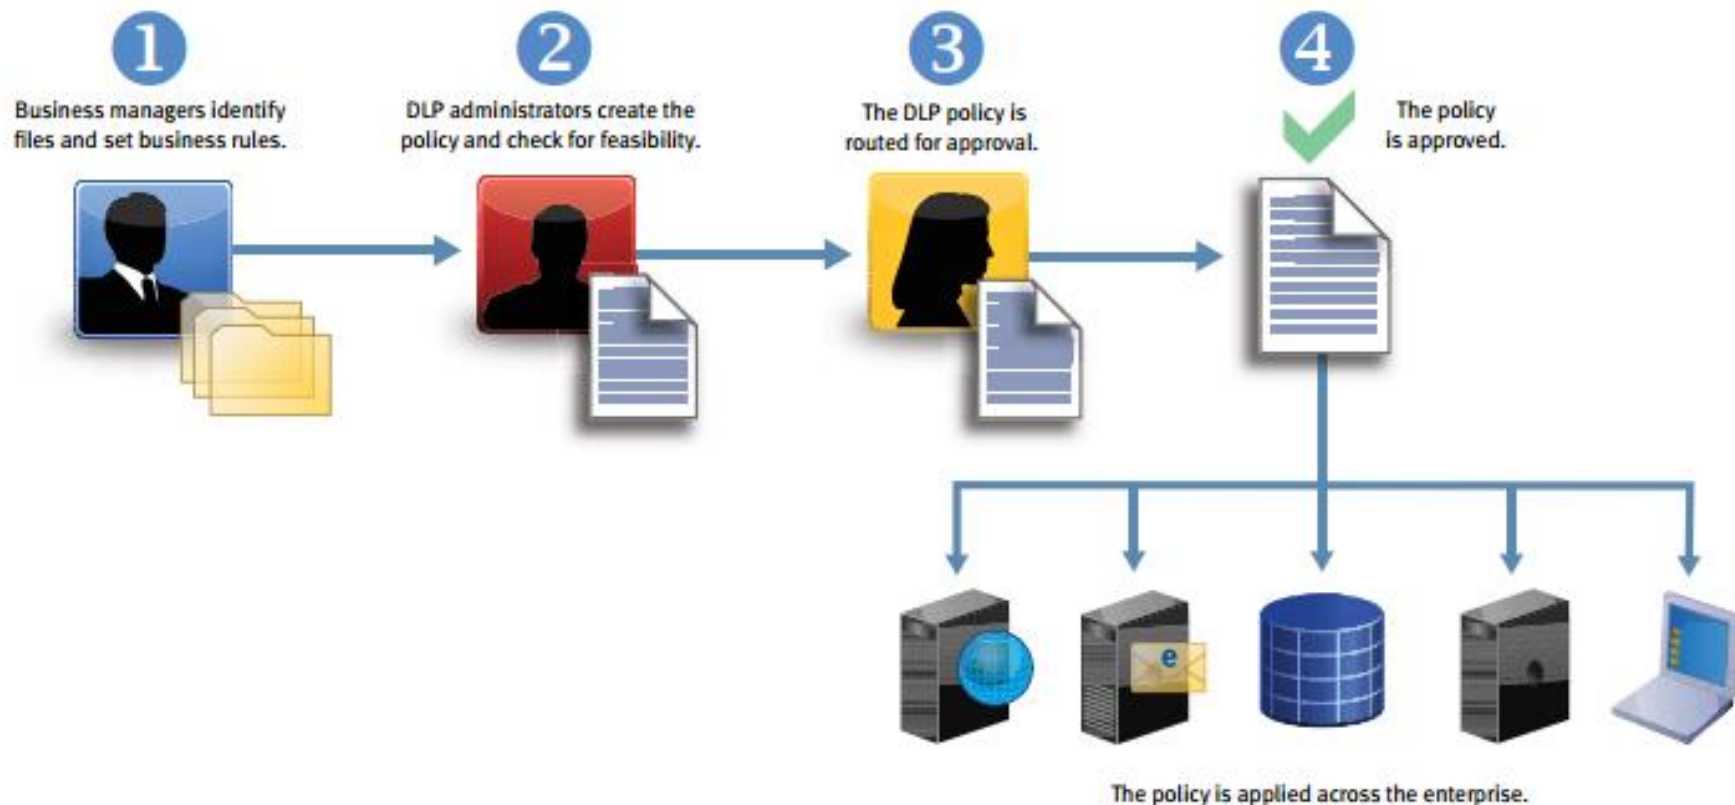 1
Business managers identify
files and set business rules.
2
DLP administrators create the
policy and check for feasibility.
3
The DLP policy is
routed for approval.
4
The policy
is approved.
e
The policy is applied across the enterprise.